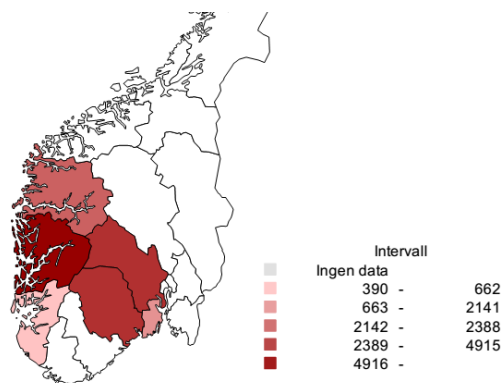 Intervall
Ingen data
390 - 662
663 - 2141
2142 - 2388
2389 - 4915
4916 -